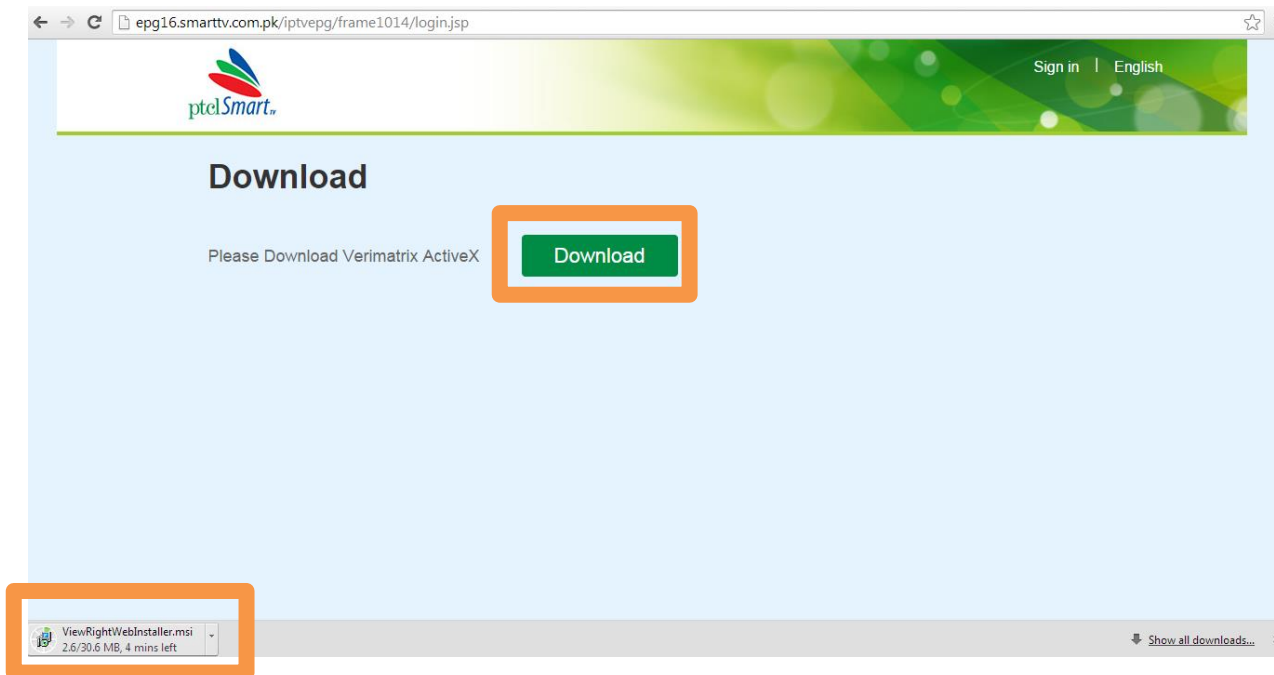 epg16.smarttv.com.pk/iptvepg/frame1014/login.jsp
ptclSmart tv
Sign in | English
Download
Please Download Verimatrix ActiveX Download
ViewRightWebInstaller.msi
2.6/30.6 MB, 4 mins left
Show all downloads...